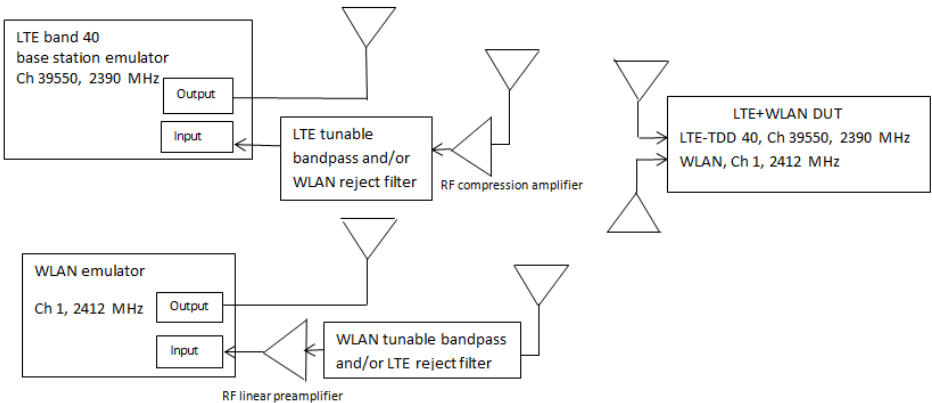 LTE band 40
base station emulator
Ch 39550, 2390 MHz
Output
Input
LTE tunable
bandpass and/or
WLAN reject filter
RF compression amplifier
LTE+WLAN DUT
LTE-TDD 40, Ch 39550, 2390 MHz
WLAN, Ch 1, 2412 MHz
WLAN emulator
Ch 1, 2412 MHz
Output
Input
WLAN tunable bandpass
and/or LTE reject filter
RF linear preamplifier